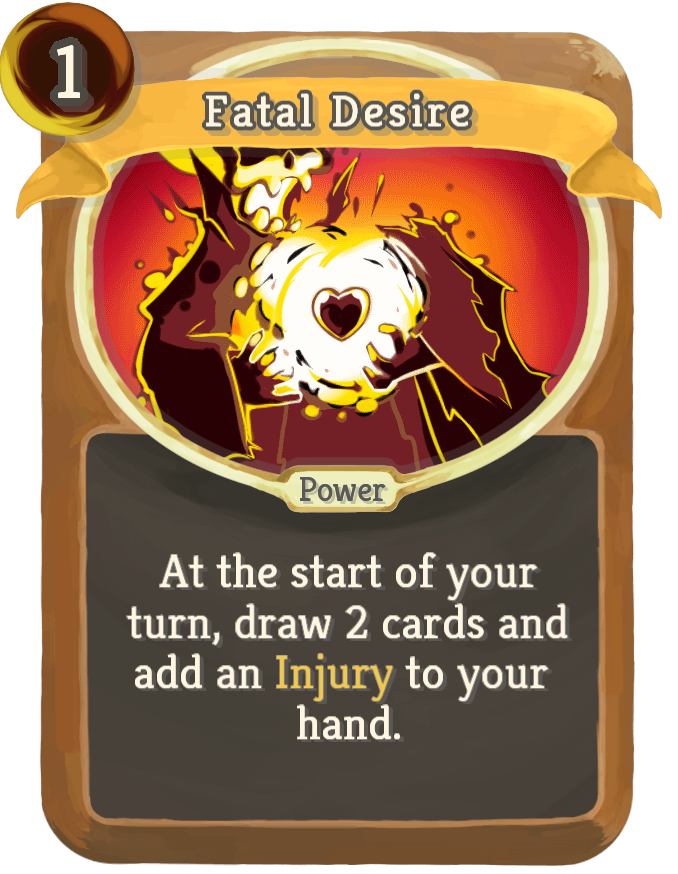 1
Fatal Desire
Power
At the start of your
turn, draw 2 cards and
add an Injury to your
hand.